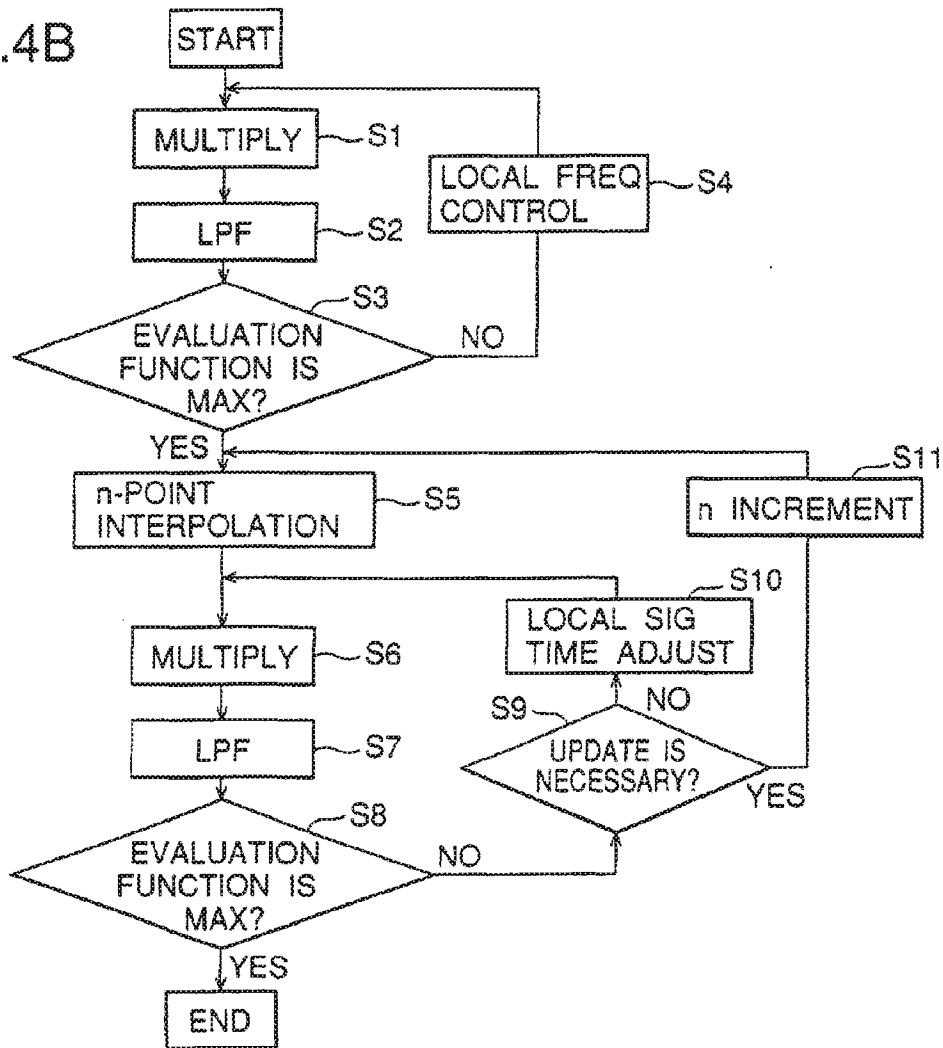 .4B
START
MULTIPLY
S1
LPF
S2
LOCAL FREQ
CONTROL
S4
S3
EVALUATION
FUNCTION IS
MAX?
NO
YES
n-POINT
INTERPOLATION
S5
S11
n INCREMENT
S10
LOCAL SIG
TIME ADJUST
MULTIPLY
S6
LPF
S7
S9
NO
UPDATE IS
NECESSARY?
YES
S8
EVALUATION
FUNCTION IS
MAX?
NO
YES
END